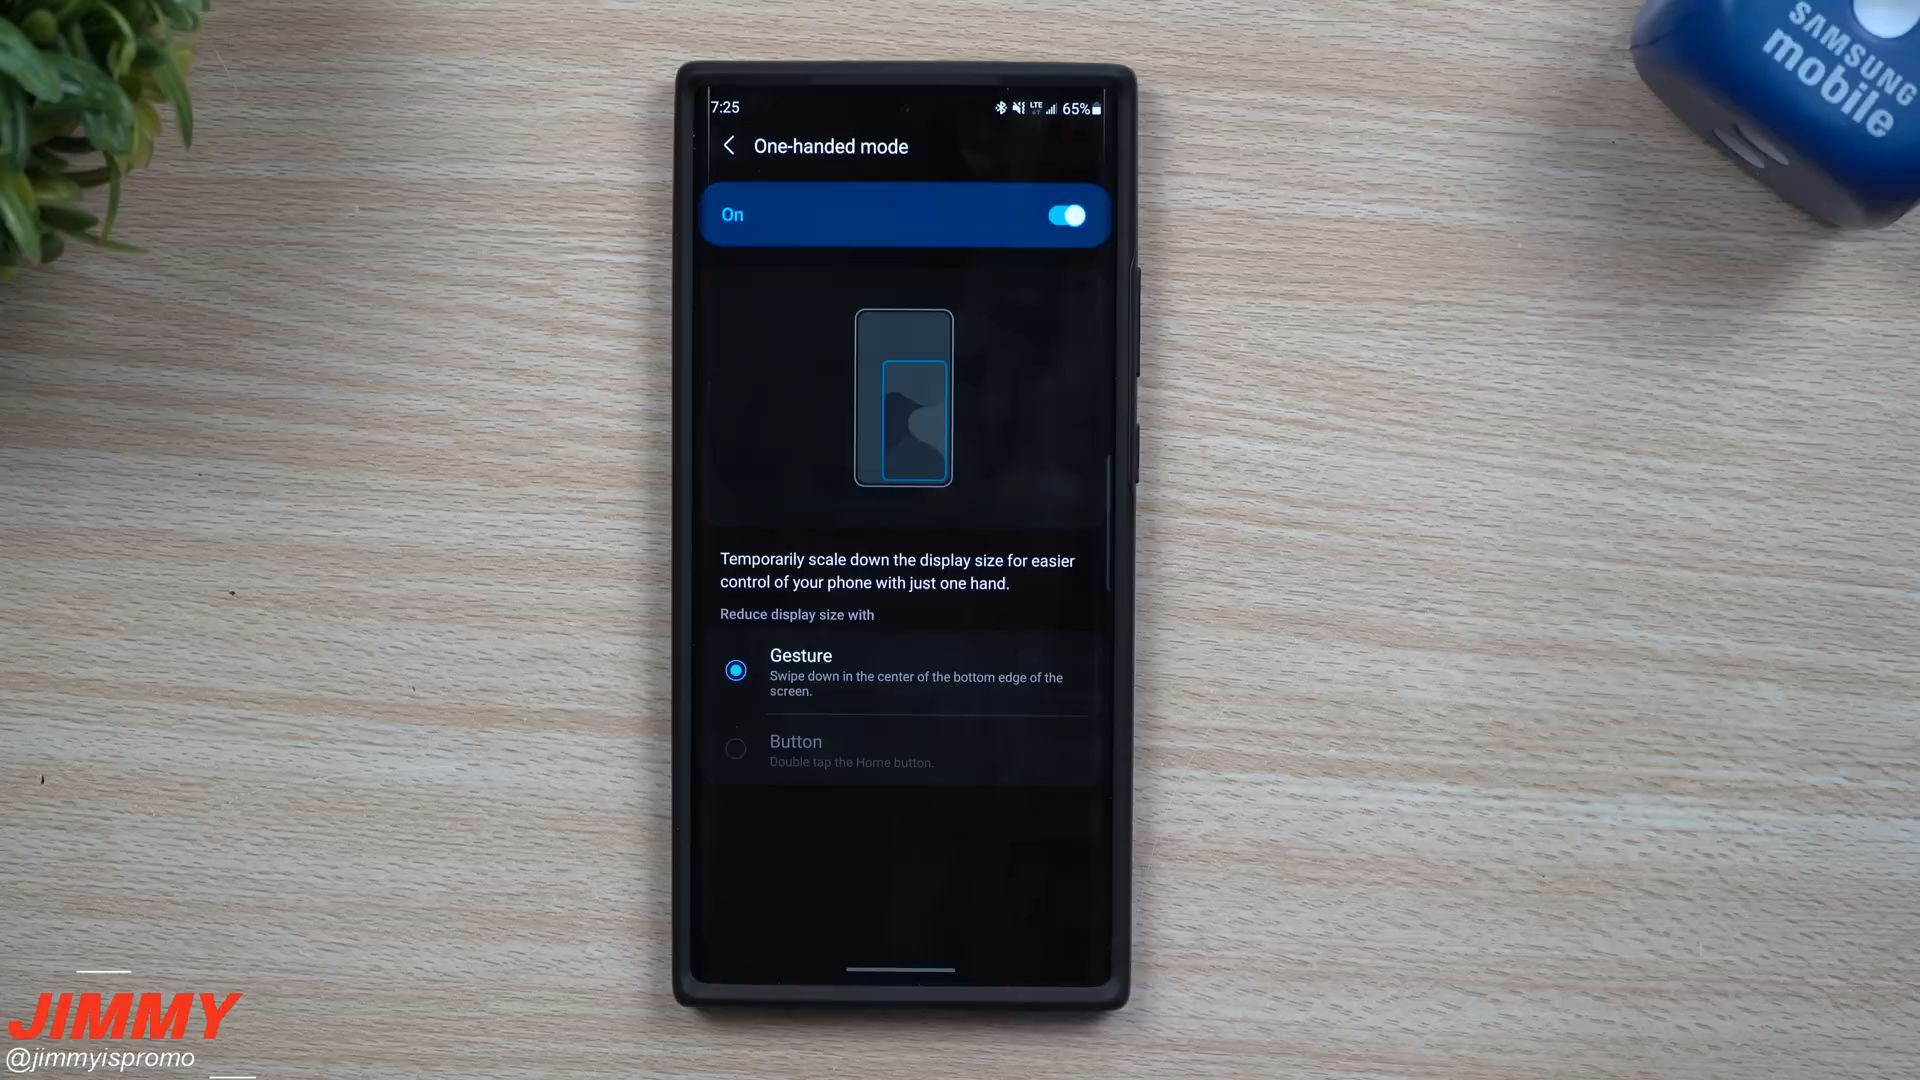 SAMSUNG
mobile
7:25
LTE
65%
One-handed mode
On
Temporarily scale down the display size for easier
control of your phone with just one hand.
Reduce display size with
Gesture
Swipe down in the center of the bottom edge of the
screen.
Button
Double tap the Home button.
JIMMY
@jimmyispromo